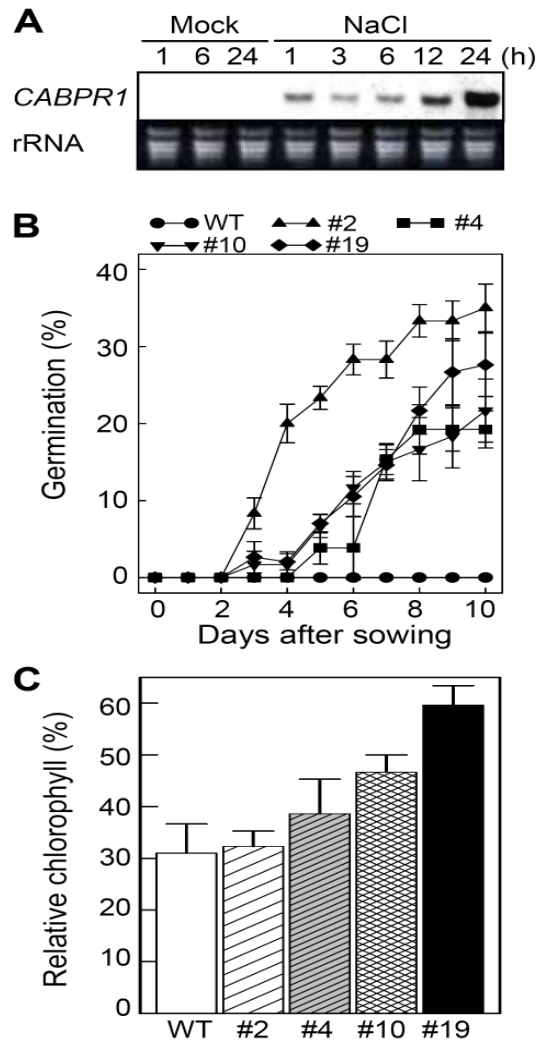 A
Mock NaCl
1 6 24 1 3 6 12 24 (h)
CABPR1
rRNA
B
WT #2 #4
#10 #19
40
30
20
10
0
Germination (%)
0 2 4 6 8 10
Days after sowing
C
60
50
40
30
20
10
0
Relative chlorophyll (%)
WT #2 #4 #10 #19